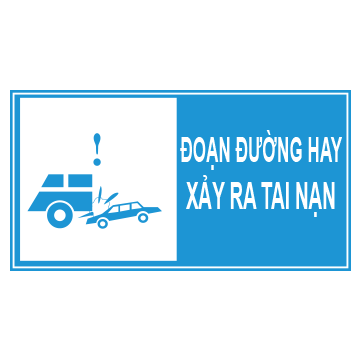 !
ĐOẠN ĐƯỜNG HAY
XẢY RA TAI NẠN